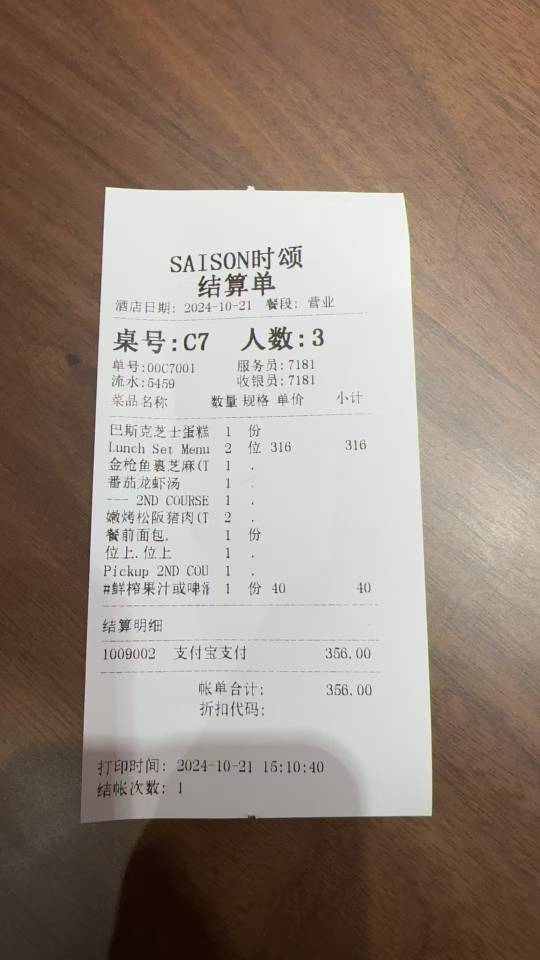 SAISON时颂
结算单
酒店日期: 2024-10-21 餐段: 营业
桌号:C7 人数:3
单号:00C7001 服务员:7181
流水:5459 收银员:7181
菜品名称 数量 规格 单价 小计
巴斯克芝士蛋糕 1 份
Lunch Set Menu 2 位 316 316
金枪鱼裹芝麻(T 1 .
番茄龙虾汤 1 .
--- 2ND COURSE 1 .
嫩烤松阪猪肉(T 2 .
餐前面包. 1 份
位上.位上 1 .
Pickup 2ND COU 1 .
#鲜榨果汁或啤 1 份 40 40
结算明细
1009002 支付宝支付 356.00
帐单合计: 356.00
折扣代码:
打印时间: 2024-10-21 15:10:40
结帐次数: 1